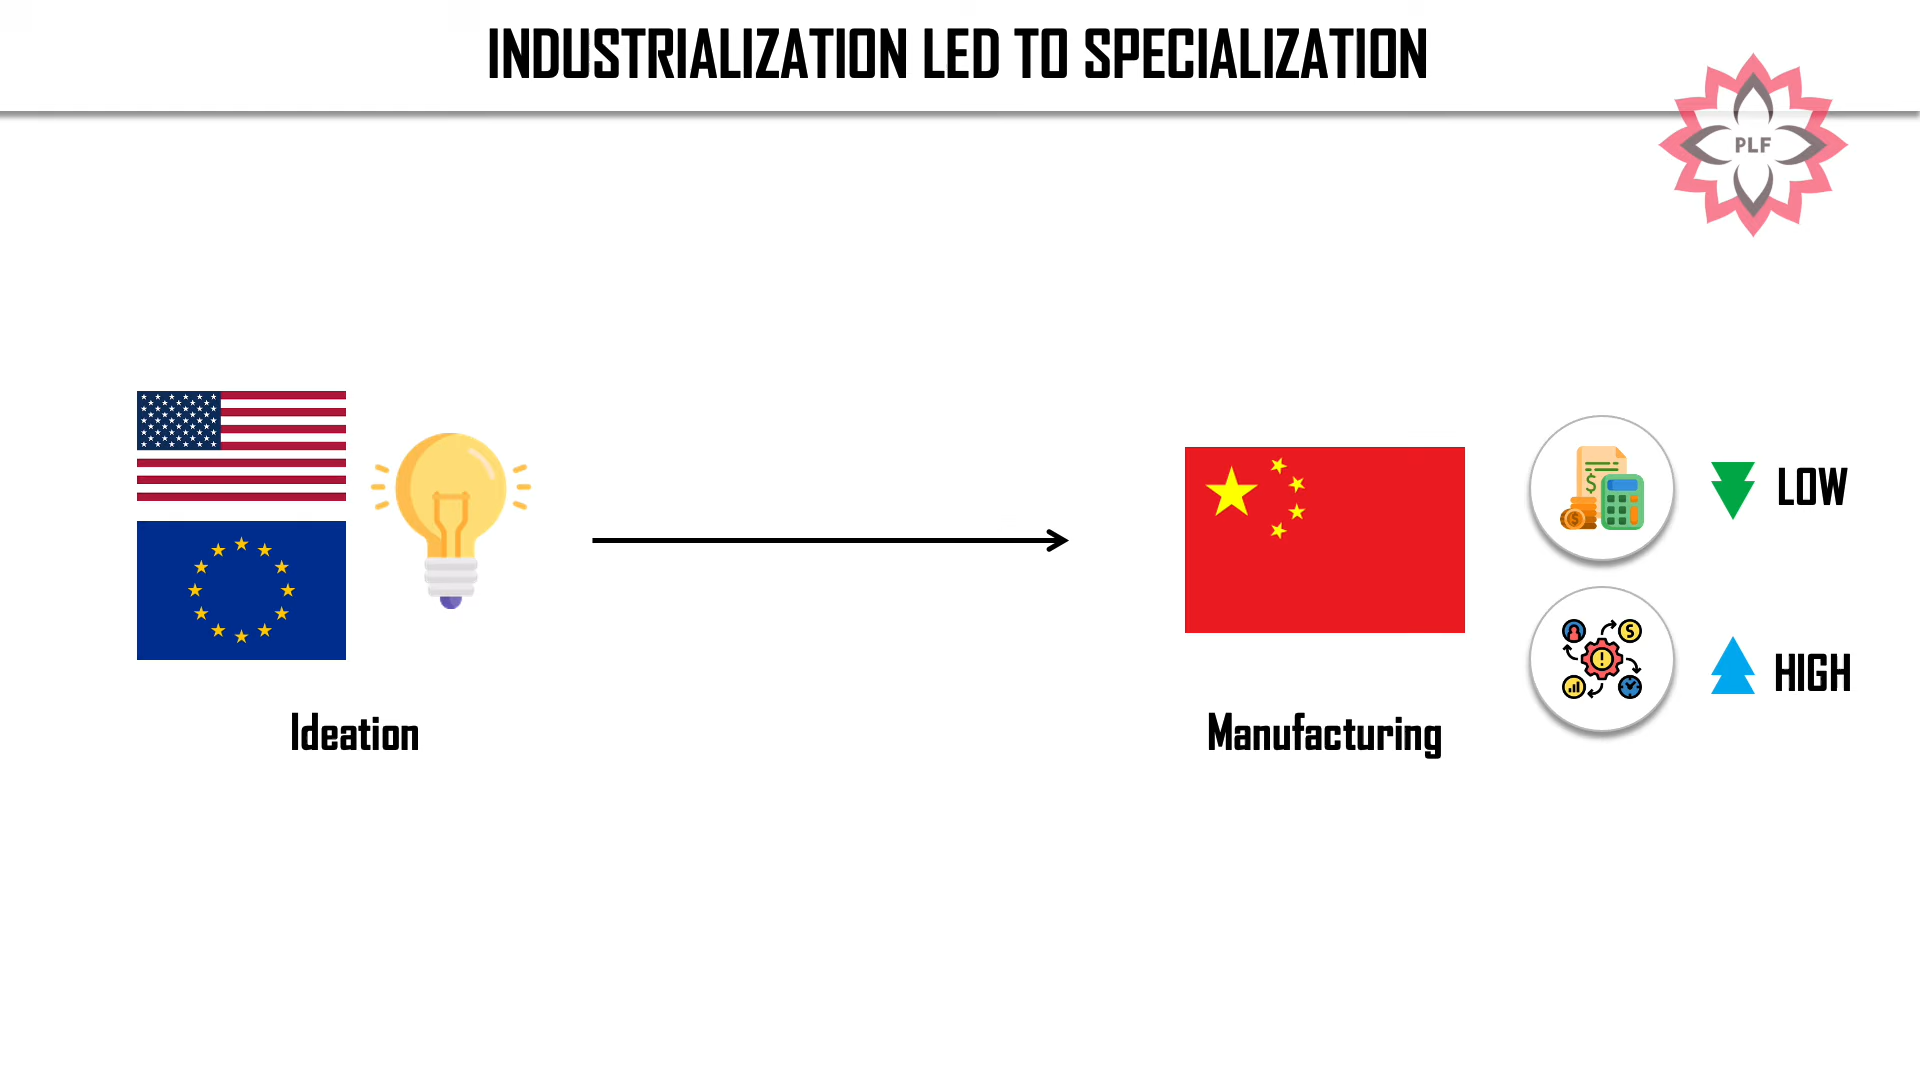 INDUSTRIALIZATION LED TO SPECIALIZATION
PLF
LOW
HIGH
Ideation
Manufacturing